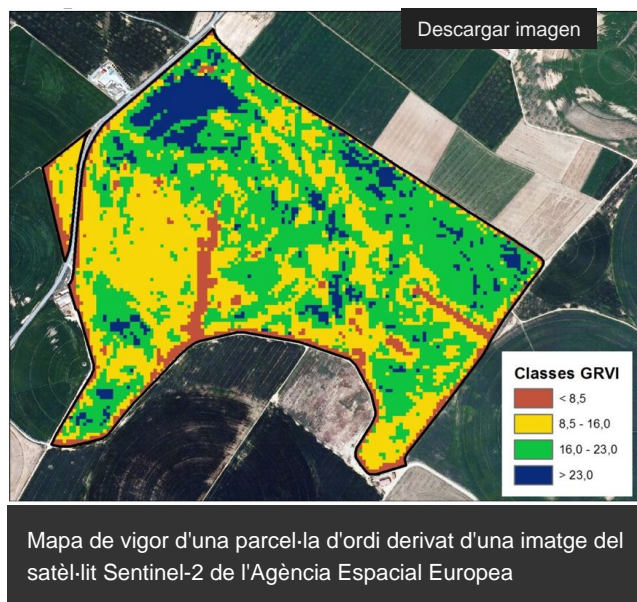 Descargar imagen
Classes GRVI
< 8,5
8,5 - 16,0
16,0 - 23,0
> 23,0
Mapa de vigor d'una parcel·la d'ordi derivat d'una imatge del
satèl·lit Sentinel-2 de l'Agència Espacial Europea